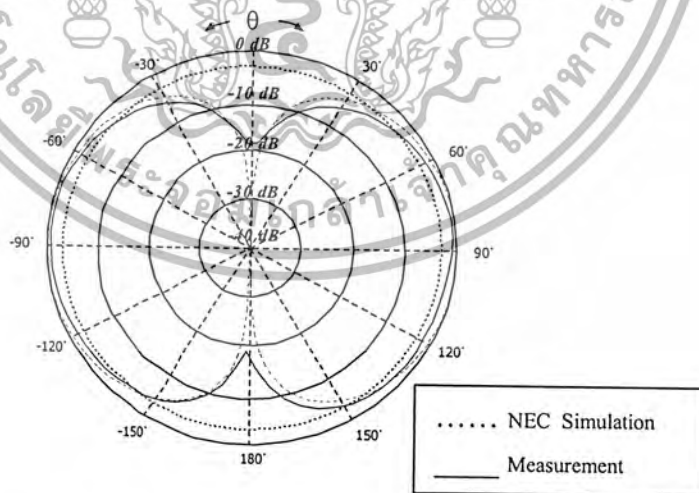 θ
0 dB
-30°
30°
-10 dB
-60°
60°
-20 dB
-30 dB
-40 dB
-90°
90°
-120°
120°
-150°
150°
180°
NEC Simulation
Measurement